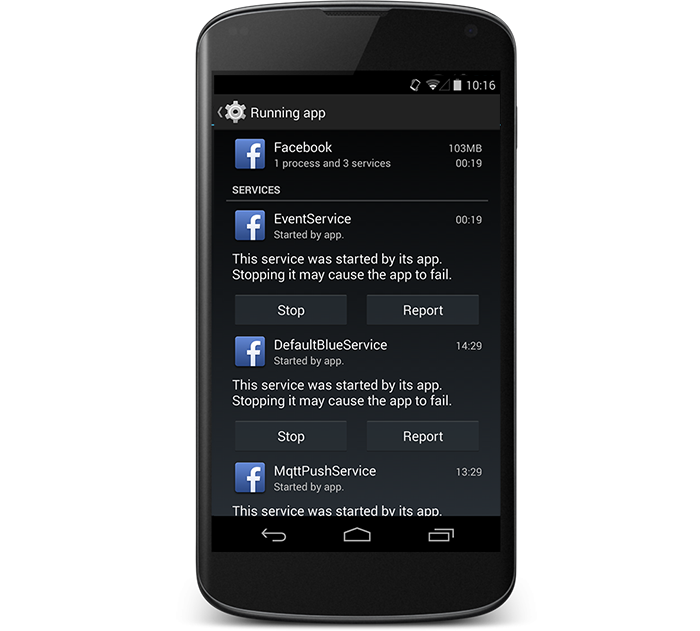 10:16
Running app
Facebook 103MB
1 process and 3 services 00:19
SERVICES
EventService 00:19
Started by app.
This service was started by its app.
Stopping it may cause the app to fail.
Stop Report
DefaultBlueService 14:29
Started by app.
This service was started by its app.
Stopping it may cause the app to fail.
Stop Report
MqttPushService 13:29
Started by app.
This service was started by its app.